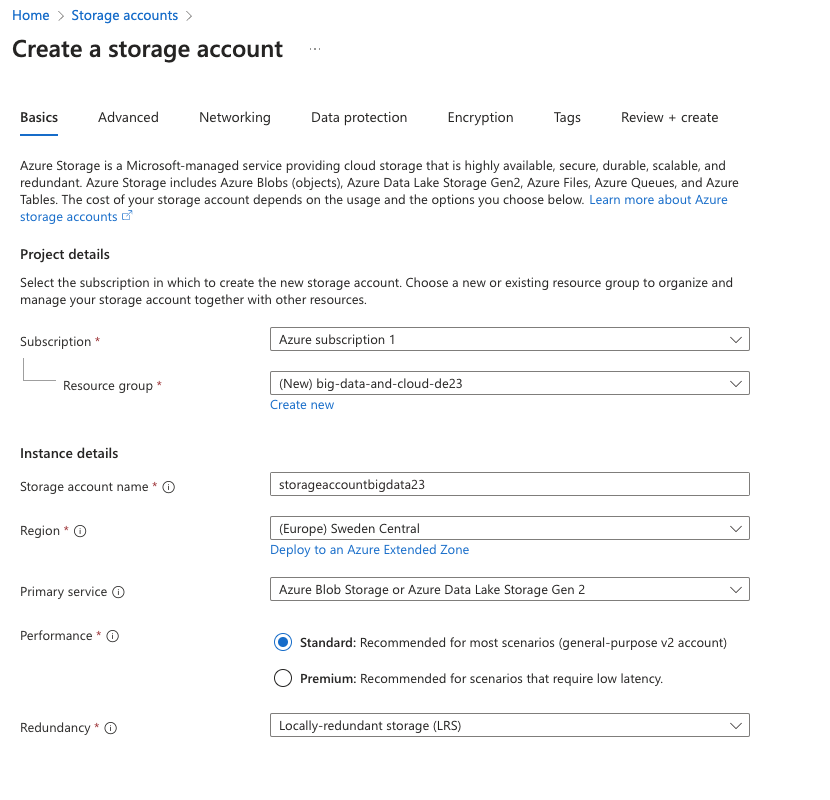 Home > Storage accounts >
Create a storage account ...
Basics Advanced Networking Data protection Encryption Tags Review + create
Azure Storage is a Microsoft-managed service providing cloud storage that is highly available, secure, durable, scalable, and
redundant. Azure Storage includes Azure Blobs (objects), Azure Data Lake Storage Gen2, Azure Files, Azure Queues, and Azure
Tables. The cost of your storage account depends on the usage and the options you choose below. Learn more about Azure
storage accounts
Project details
Select the subscription in which to create the new storage account. Choose a new or existing resource group to organize and
manage your storage account together with other resources.
Subscription * Azure subscription 1
Resource group * (New) big-data-and-cloud-de23
Create new
Instance details
Storage account name * storageaccountbigdata23
Region * (Europe) Sweden Central
Deploy to an Azure Extended Zone
Primary service Azure Blob Storage or Azure Data Lake Storage Gen 2
Performance * Standard: Recommended for most scenarios (general-purpose v2 account)
Premium: Recommended for scenarios that require low latency.
Redundancy * Locally-redundant storage (LRS)